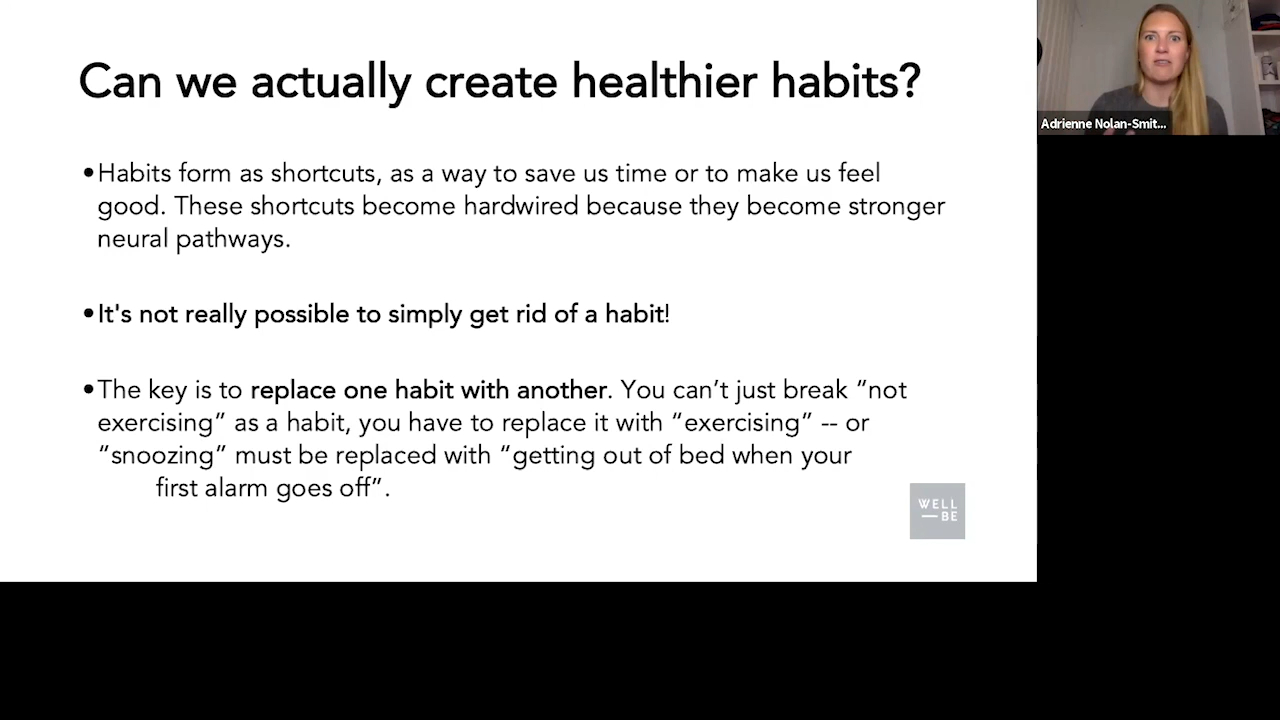 Can we actually create healthier habits?
•Habits form as shortcuts, as a way to save us time or to make us feel
good. These shortcuts become hardwired because they become stronger
neural pathways.
•It's not really possible to simply get rid of a habit!
•The key is to replace one habit with another. You can’t just break “not
exercising” as a habit, you have to replace it with “exercising” -- or
“snoozing” must be replaced with “getting out of bed when your
first alarm goes off”.
WELL
—BE
Adrienne Nolan-Smit...